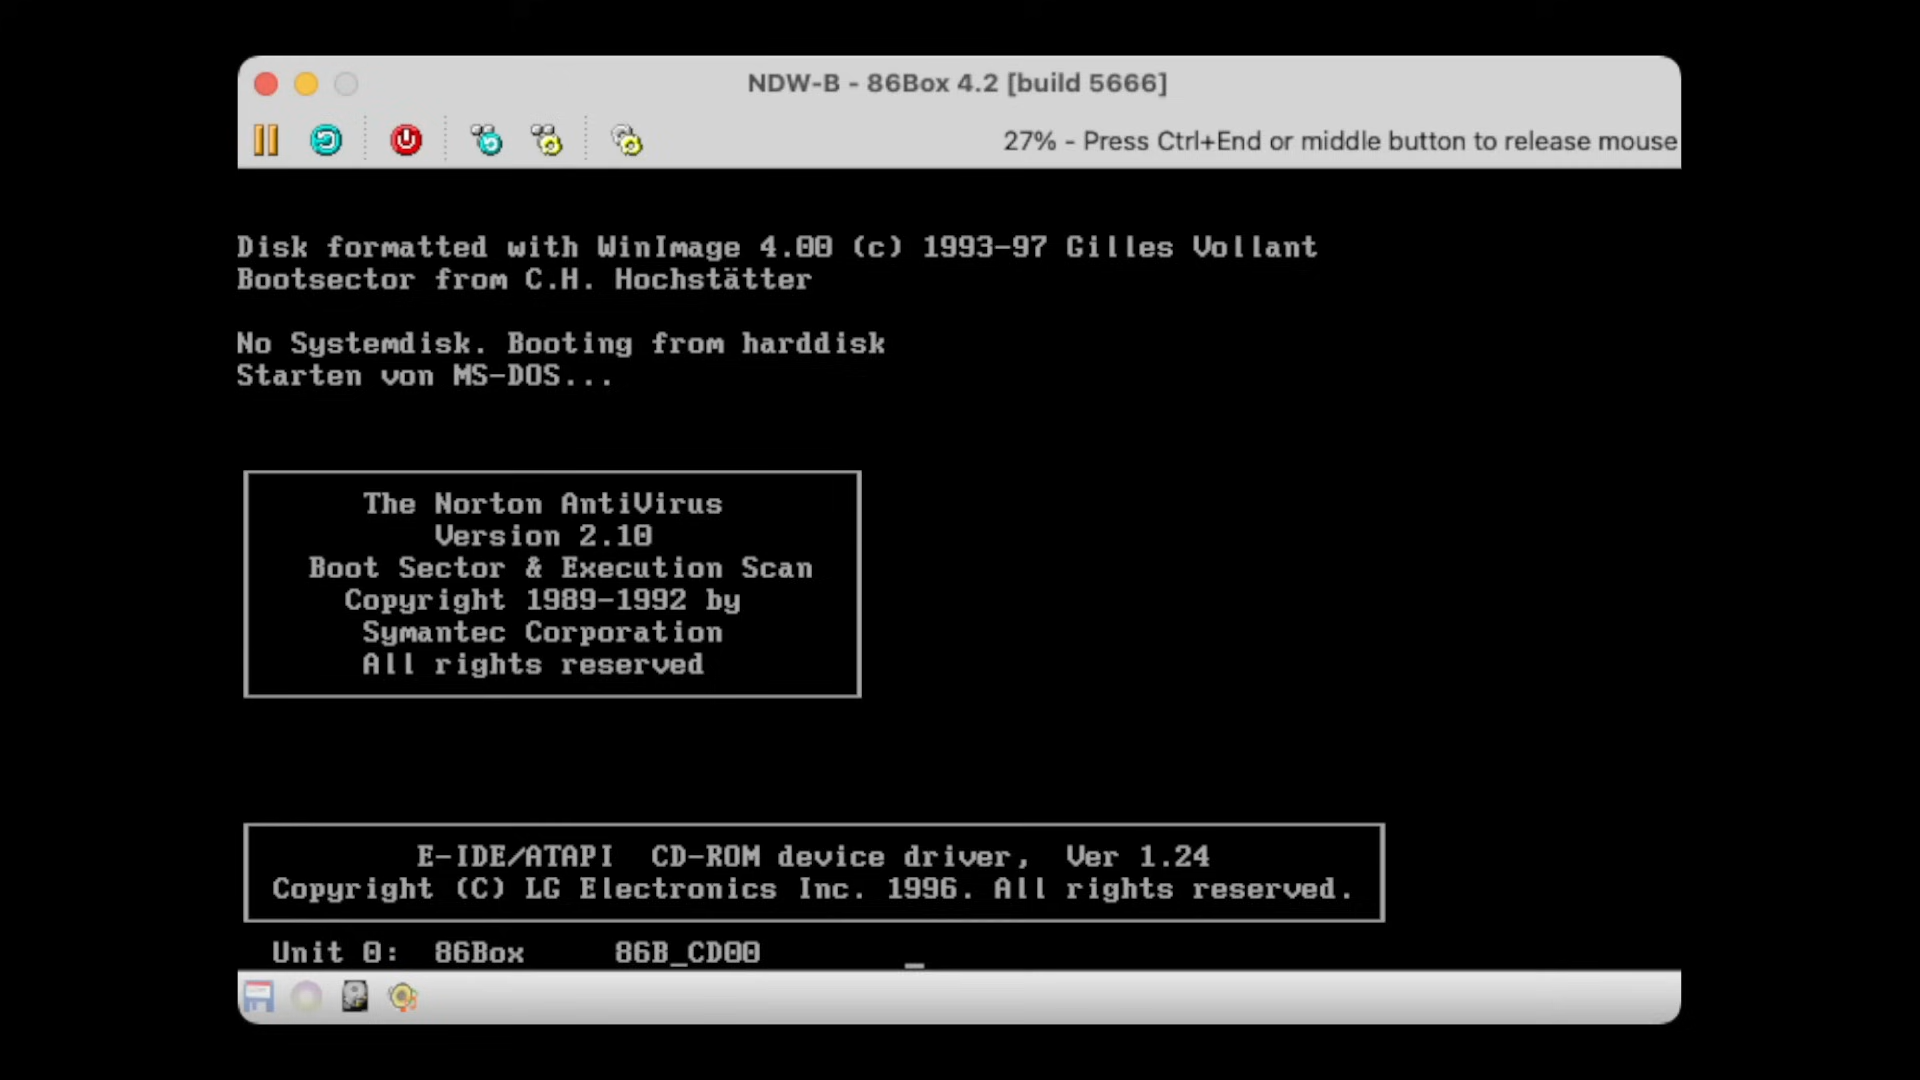 NDW-B - 86Box 4.2 [build 5666]
27% - Press Ctrl+End or middle button to release mouse
Disk formatted with WinImage 4.00 (c) 1993-97 Gilles Vollant
Bootsector from C.H. Hochstätter
No Systemdisk. Booting from harddisk
Starten von MS-DOS...
The Norton AntiVirus
Version 2.10
Boot Sector & Execution Scan
Copyright 1989-1992 by
Symantec Corporation
All rights reserved
E-IDE/ATAPI CD-ROM device driver, Ver 1.24
Copyright (C) LG Electronics Inc. 1996. All rights reserved.
Unit 0: 86Box 86B_CD00 _